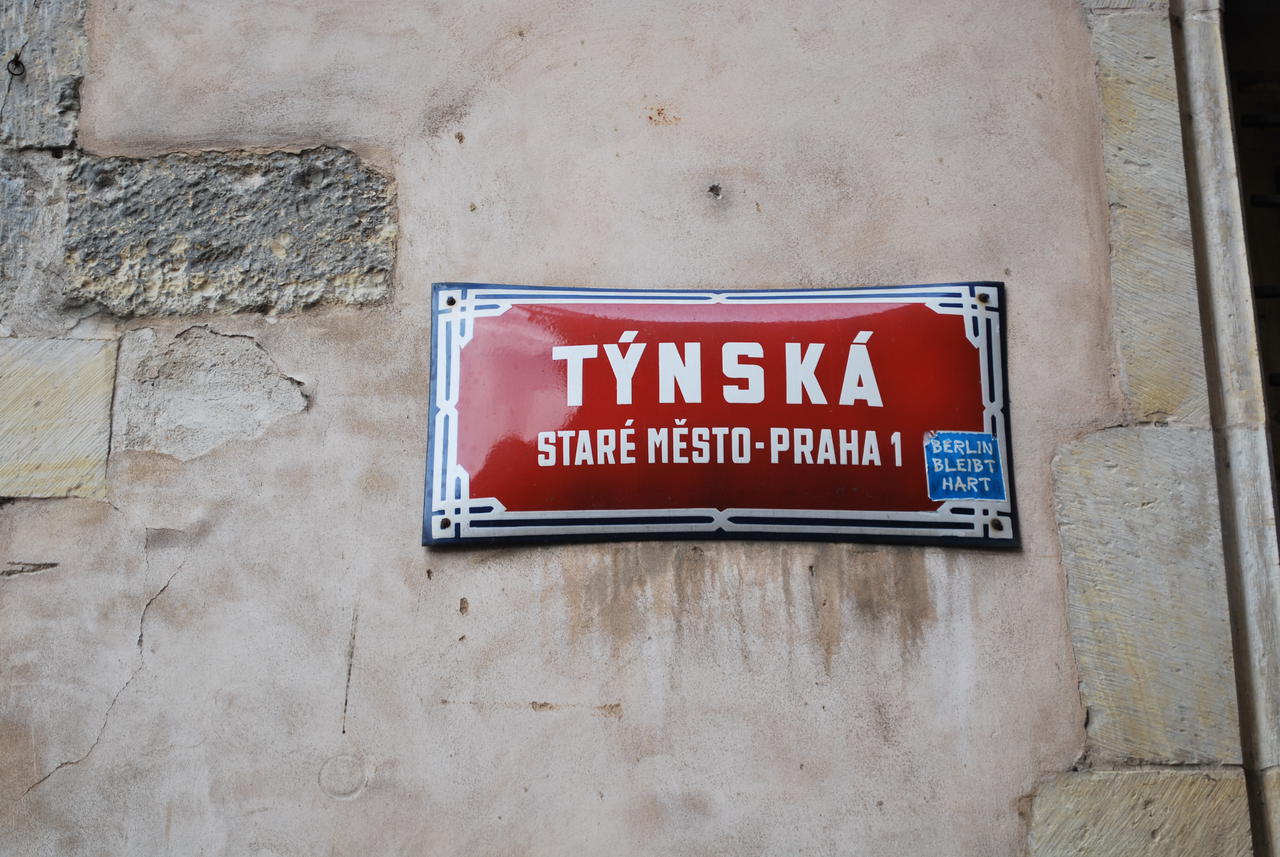 TÝNSKÁ
STARÉ MĚSTO-PRAHA 1
BERLIN
BLEIBT
HART